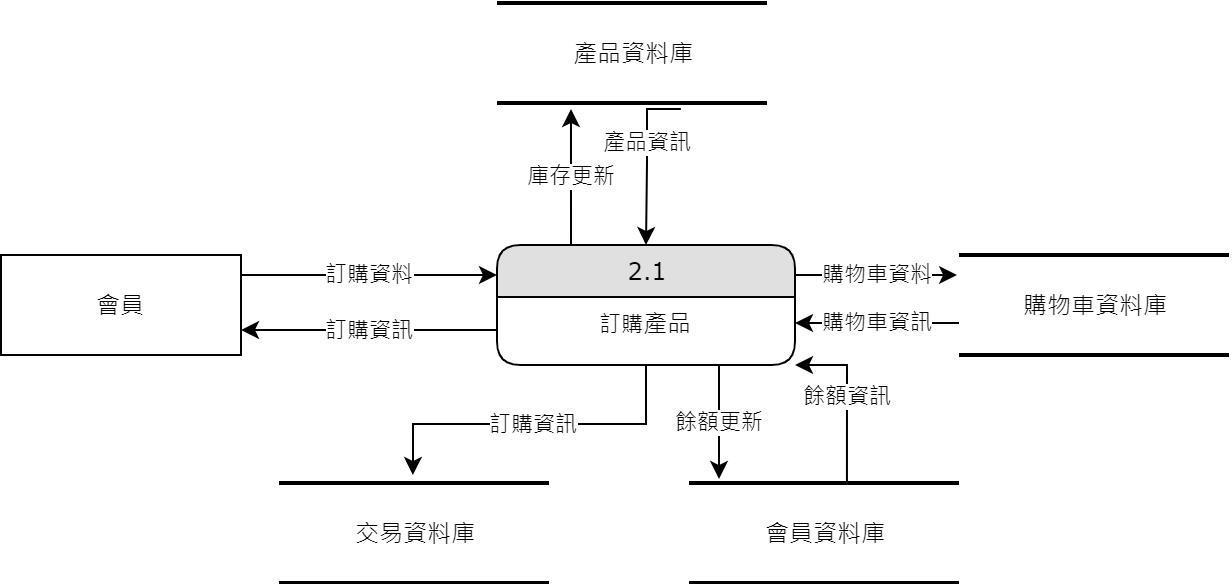 產品資料庫
產品資訊
庫存更新
2.1
訂購資料
購物車資料
會員
購物車資料庫
訂購產品
購物車資訊
訂購資訊
餘額資訊
訂購資訊
餘額更新
交易資料庫
會員資料庫